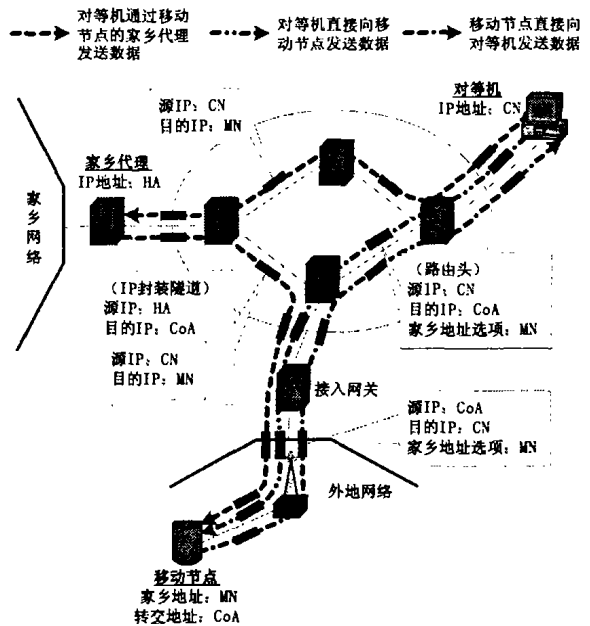 对等机通过移动
节点的家乡代理
发送数据
对等机直接向移
动节点发送数据
移动节点直接向
对等机发送数据
源IP：CN
目的IP：MN
对等机
IP地址：CN
家乡代理
IP地址：HA
家乡网络
（IP封装隧道）
源IP：HA
目的IP：CoA
源IP：CN
目的IP：MN
（路由头）
源IP：CN
目的IP：CoA
家乡地址选项：MN
接入网关
源IP：CoA
目的IP：CN
家乡地址选项：MN
外地网络
移动节点
家乡地址：MN
转交地址：CoA